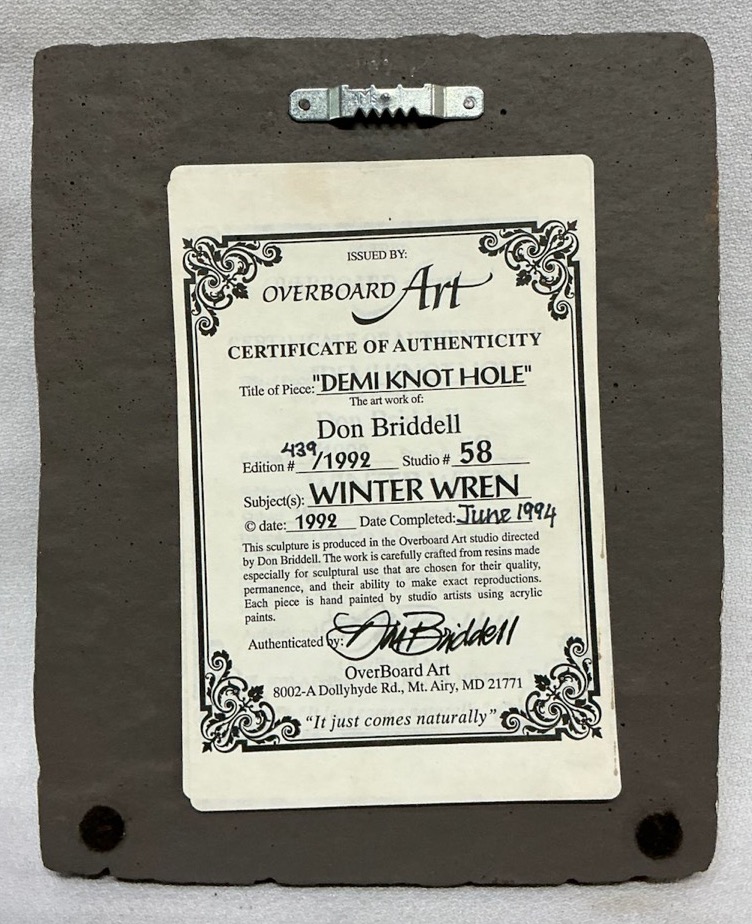 ISSUED BY:
OVERBOARD Art
CERTIFICATE OF AUTHENTICITY
Title of Piece: "DEMI KNOT HOLE"
The art work of:
Don Briddell
Edition # 439/1992 Studio # 58
Subject(s): WINTER WREN
© date: 1992 Date Completed: June 1994
This sculpture is produced in the Overboard Art studio directed
by Don Briddell. The work is carefully crafted from resins made
especially for sculptural use that are chosen for their quality,
permanence, and their ability to make exact reproductions.
Each piece is hand painted by studio artists using acrylic
paints.
Authenticated by: Don Briddell
OverBoard Art
8002-A Dollyhyde Rd., Mt. Airy, MD 21771
"It just comes naturally"